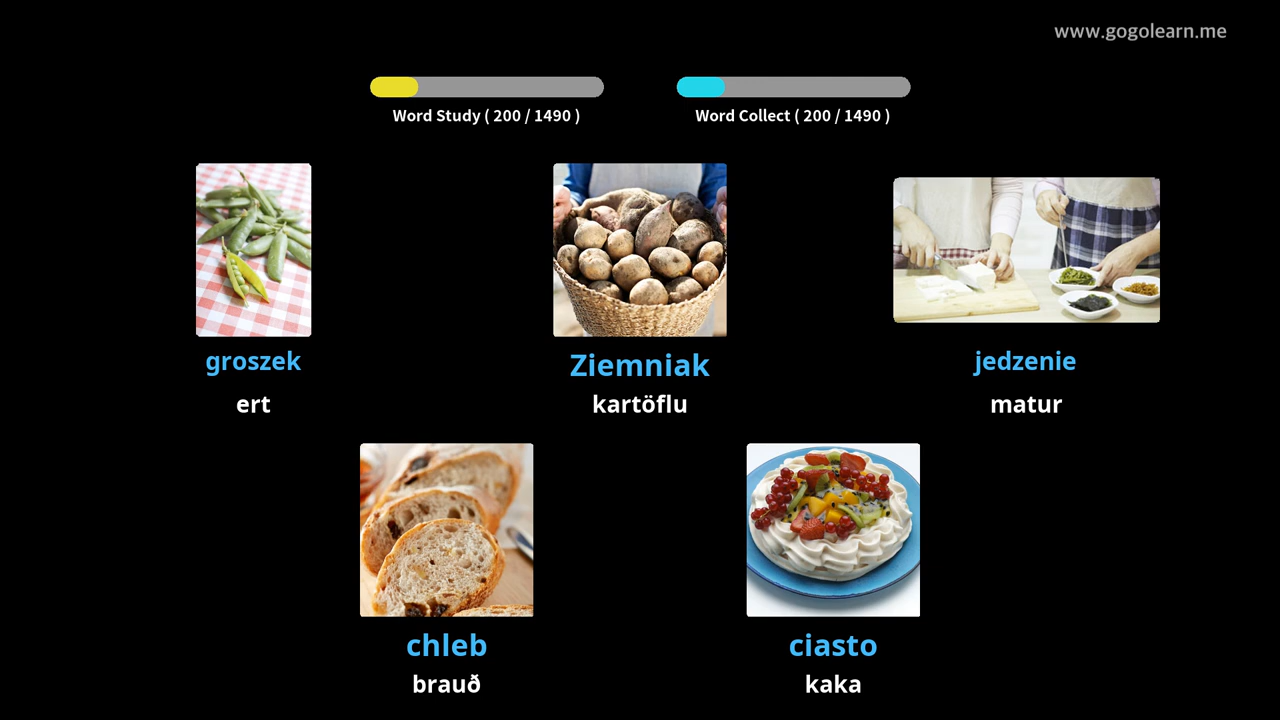 www.gogolearn.me
Word Study ( 200 / 1490 )
Word Collect ( 200 / 1490 )
groszek
ert
Ziemniak
kartöflu
jedzenie
matur
chleb
brauð
ciasto
kaka